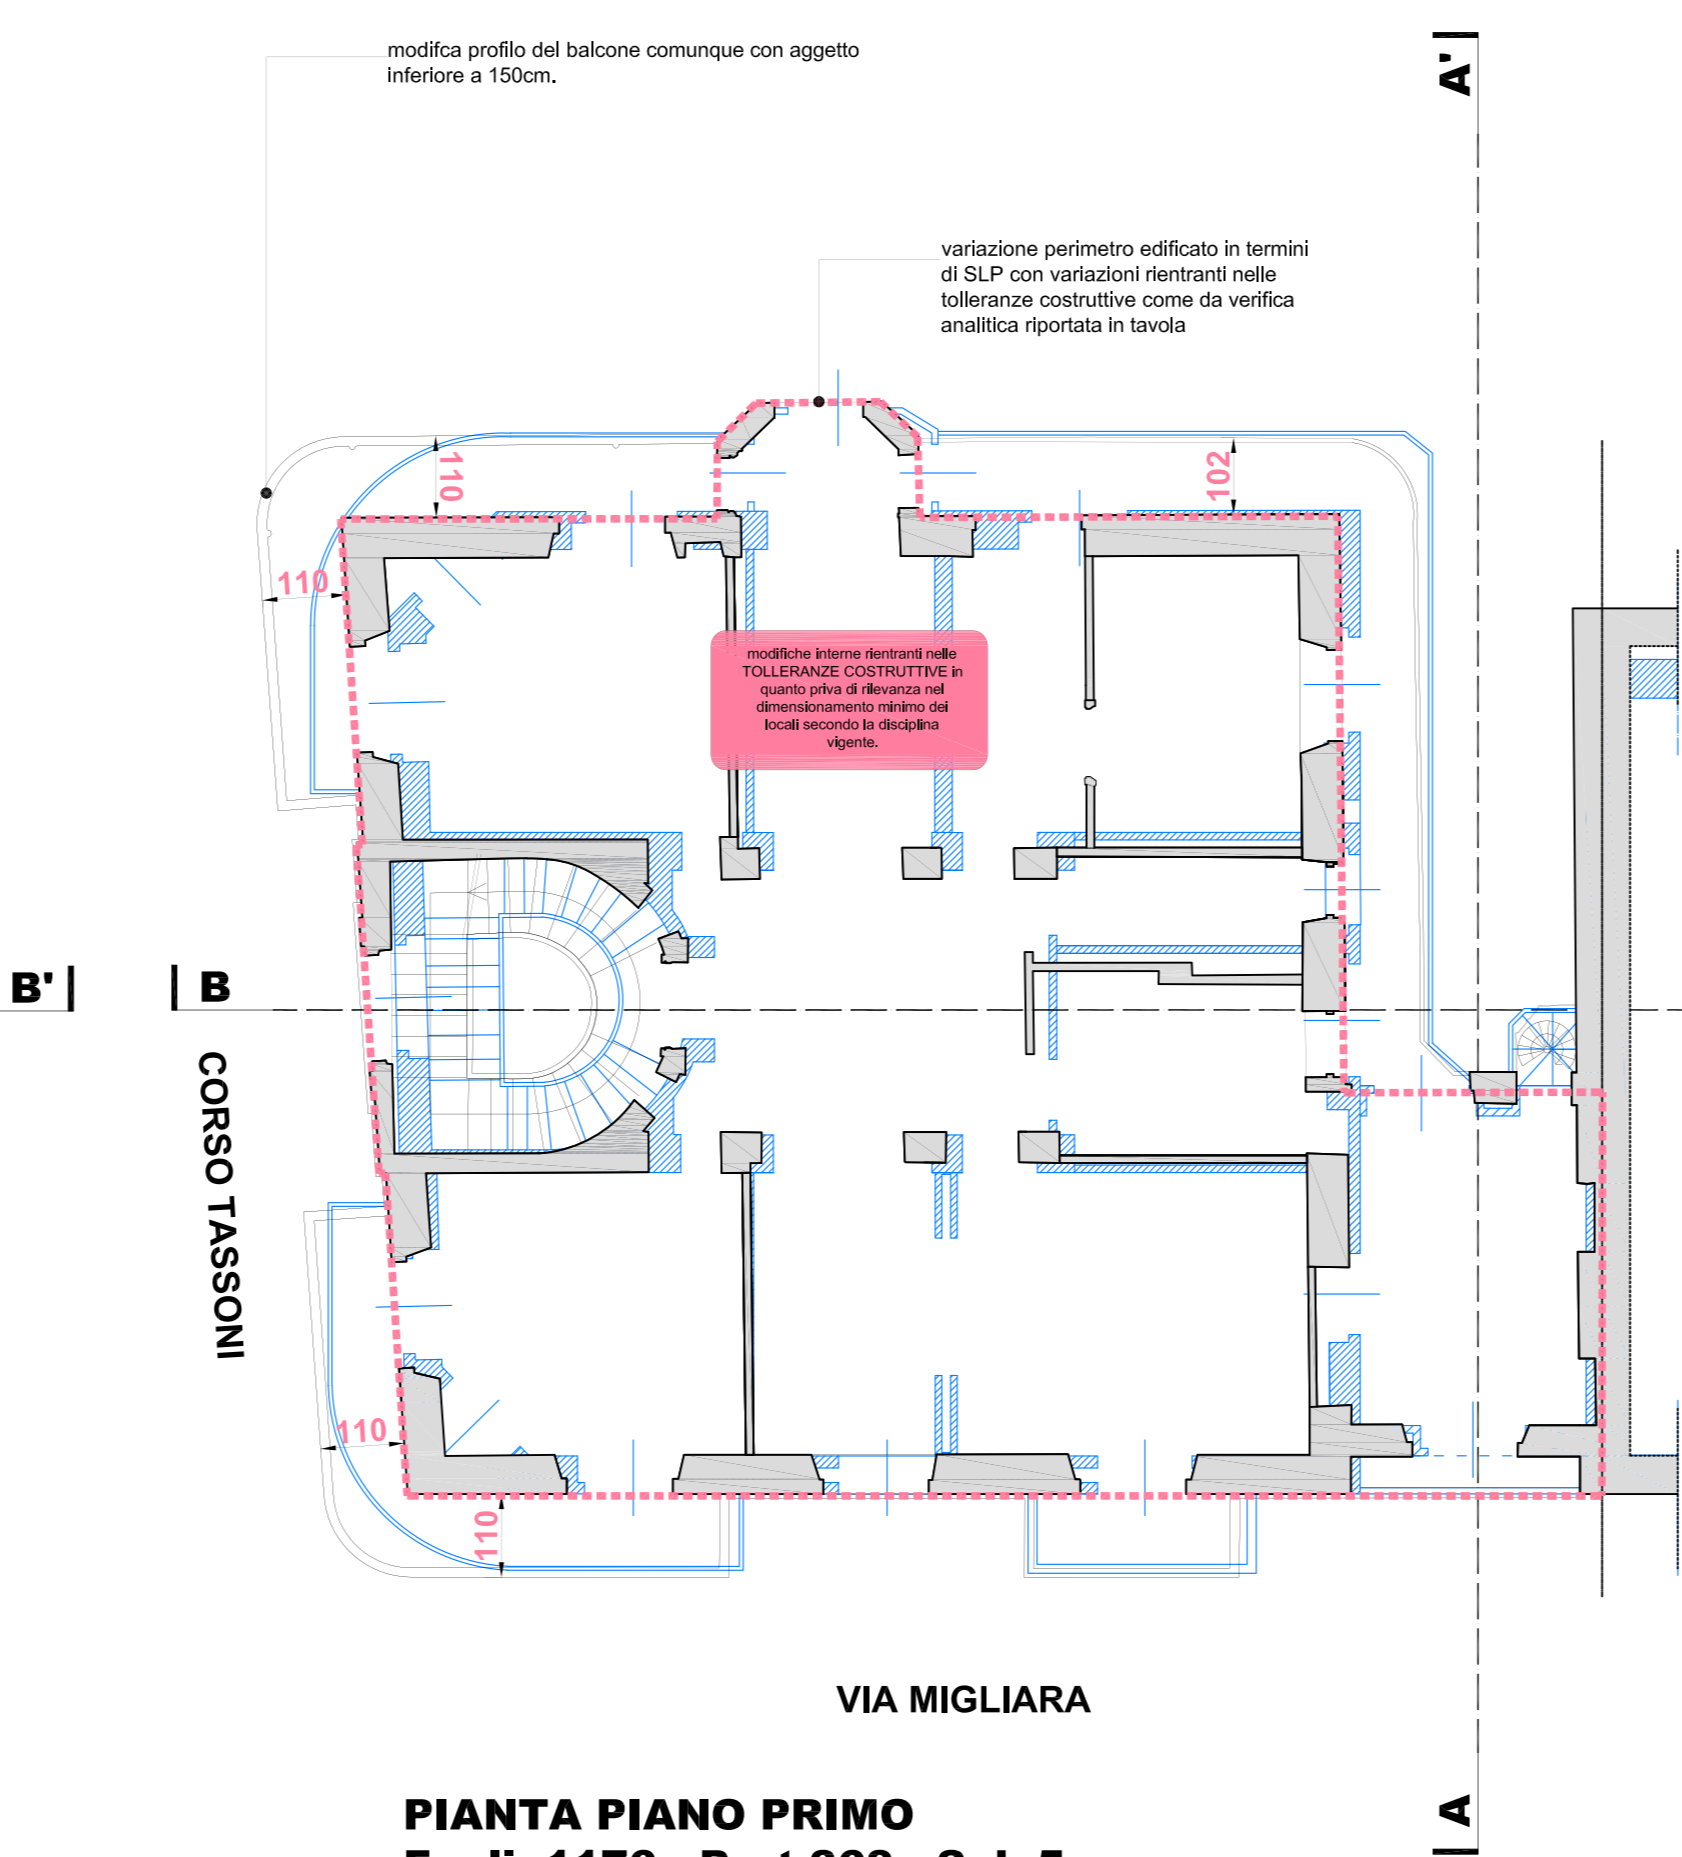 modifca profilo del balcone comunque con aggetto
inferiore a 150cm.
A'
variazione perimetro edificato in termini
di SLP con variazioni rientranti nelle
tolleranze costruttive come da verifica
analitica riportata in tavola
110
102
110
modifiche interne rientranti nelle
TOLLERANZE COSTRUTTIVE in
quanto priva di rilevanza nel
dimensionamento minimo dei
locali secondo la disciplina
vigente.
B'
B
CORSO TASSONI
110
110
VIA MIGLIARA
A
PIANTA PIANO PRIMO